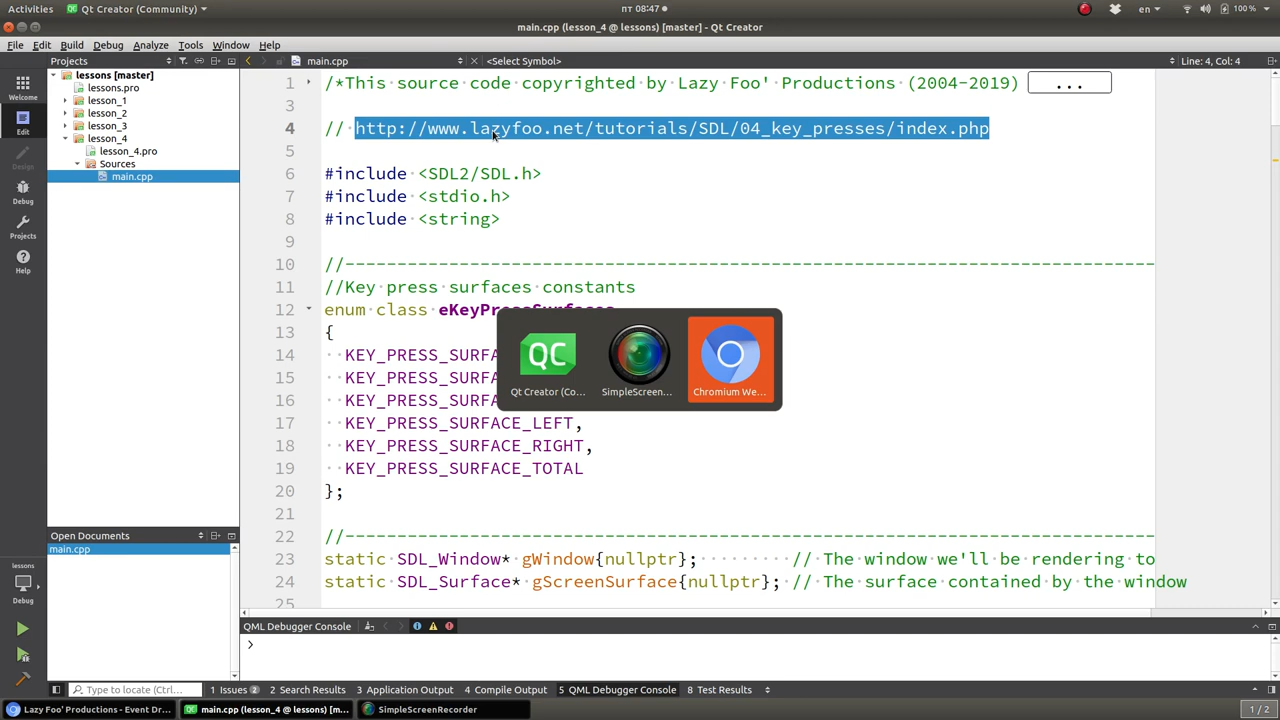 Activities
Qt Creator (Community)
пт 08:47
en
100 %
main.cpp (lesson_4 @ lessons) [master] - Qt Creator
File Edit Build Debug Analyze Tools Window Help
Projects
main.cpp
<Select Symbol>
Line: 4, Col: 4
Welcome
Edit
Design
Debug
Projects
Help
lessons [master]
lessons.pro
lesson_1
lesson_2
lesson_3
lesson_4
lesson_4.pro
Sources
main.cpp
1 /*This source code copyrighted by Lazy Foo' Productions (2004-2019) ...
3
4 // http://www.lazyfoo.net/tutorials/SDL/04_key_presses/index.php
5
6 #include <SDL2/SDL.h>
7 #include <stdio.h>
8 #include <string>
9
10 //------------------------------------------------------------------------------
11 //Key press surfaces constants
12 enum class eKeyPressSurfaces
13 {
14 KEY_PRESS_SURFA
15 KEY_PRESS_SURFA
16 KEY_PRESS_SURFA
17 KEY_PRESS_SURFACE_LEFT,
18 KEY_PRESS_SURFACE_RIGHT,
19 KEY_PRESS_SURFACE_TOTAL
20 };
21
22 //------------------------------------------------------------------------------
23 static SDL_Window* gWindow{nullptr}; // The window we'll be rendering to
24 static SDL_Surface* gScreenSurface{nullptr}; // The surface contained by the window
25
Qt Creator (Co...
SimpleScreen...
Chromium We...
Open Documents
main.cpp
lessons
Debug
QML Debugger Console
>
Type to locate (Ctrl...
1 Issues 2
2 Search Results
3 Application Output
4 Compile Output
5 QML Debugger Console
8 Test Results
Lazy Foo' Productions - Event Dr...
main.cpp (lesson_4 @ lessons) [m...
SimpleScreenRecorder
1 / 2